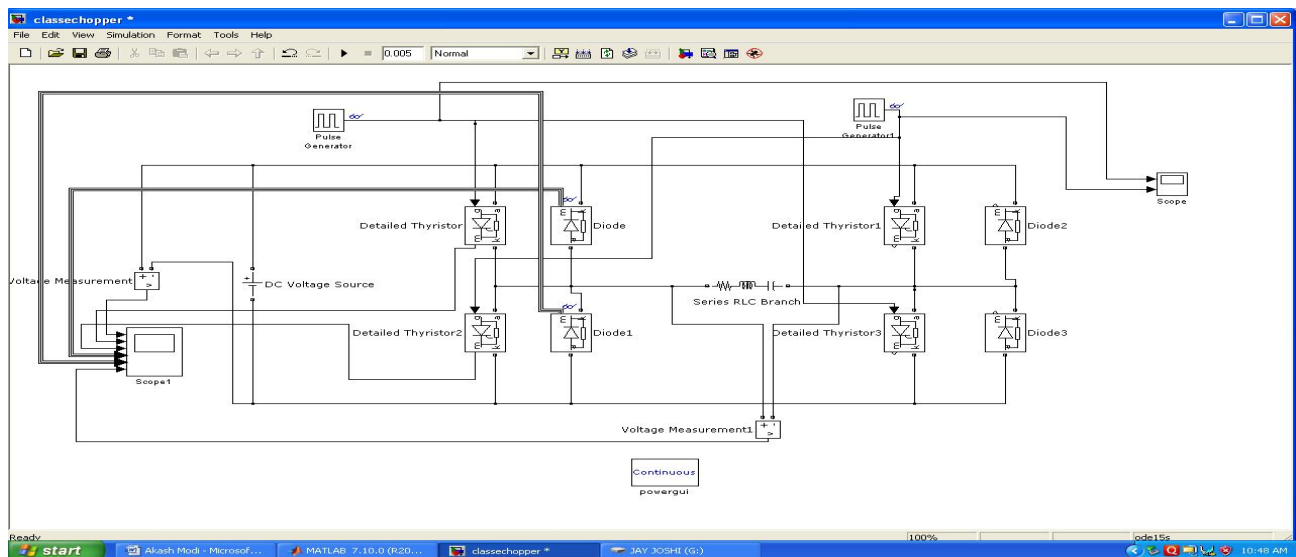 classechopper *
File Edit View Simulation Format Tools Help
0.005 Normal
Pulse
Generator
Pulse
Generator1
Scope
Detailed Thyristor
Diode
Detailed Thyristor1
Diode2
Voltage Measurement
DC Voltage Source
Series RLC Branch
Detailed Thyristor2
Diode1
Detailed Thyristor3
Diode3
Scope1
Voltage Measurement1
Continuous
powergui
Ready 100% ode15s
start Akash Modi - Microsof... MATLAB 7.10.0 (R20... classechopper * JAY JOSHI (G:) 10:48 AM